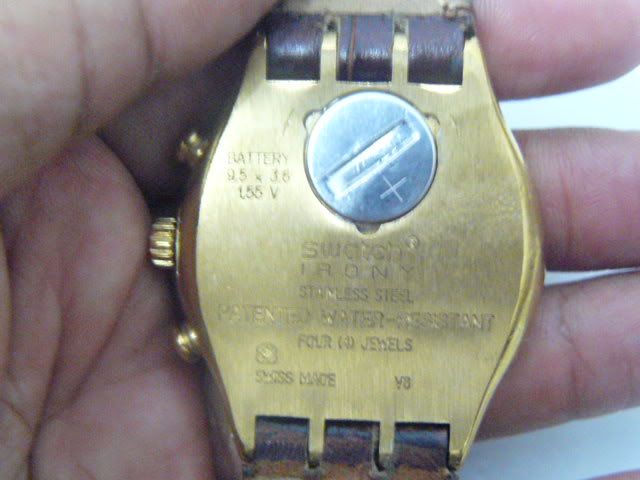 BATTERY
9.5 x 3.6
1.55 V
+
swatch®
IRONY
STAINLESS STEEL
PATENTED WATER-RESISTANT
FOUR (4) JEWELS
SWISS MADE V8